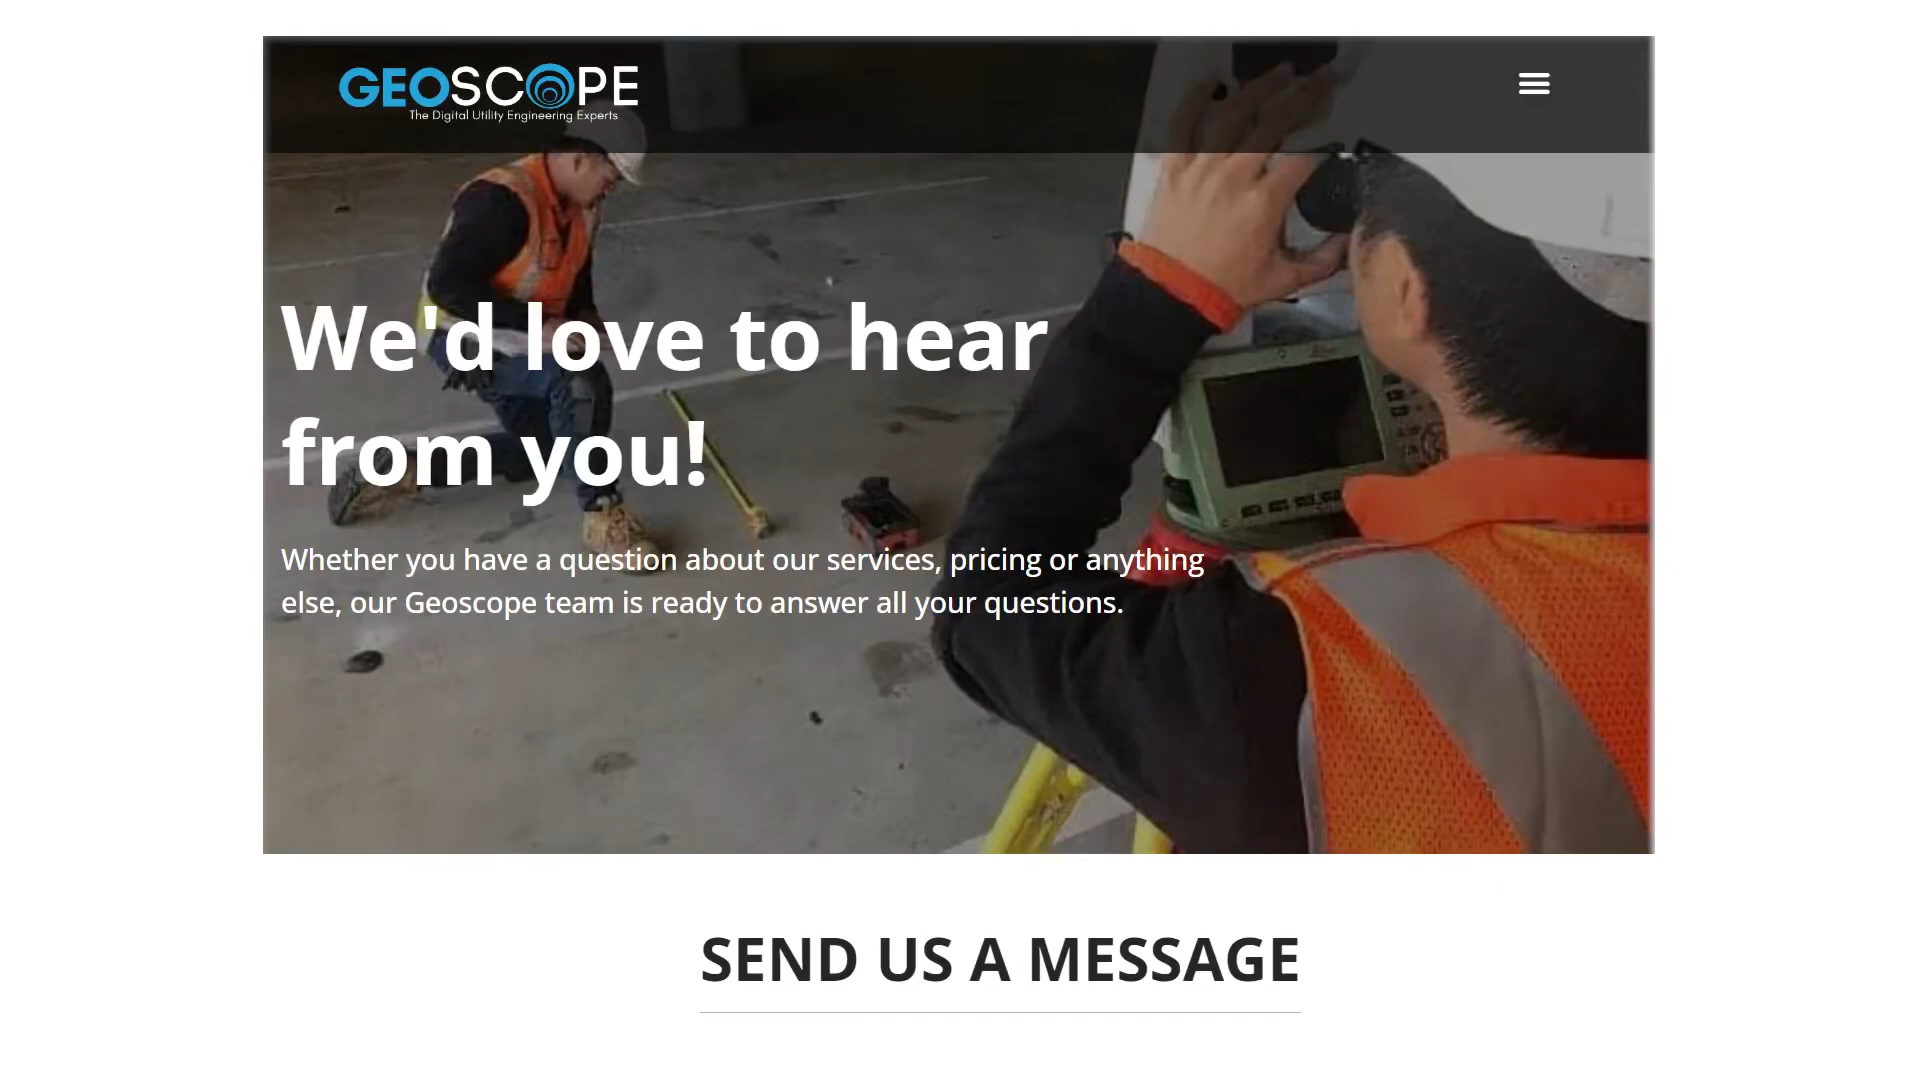 GEOSCOPE
The Digital Utility Engineering Experts
We'd love to hear
from you!
Whether you have a question about our services, pricing or anything
else, our Geoscope team is ready to answer all your questions.
SEND US A MESSAGE